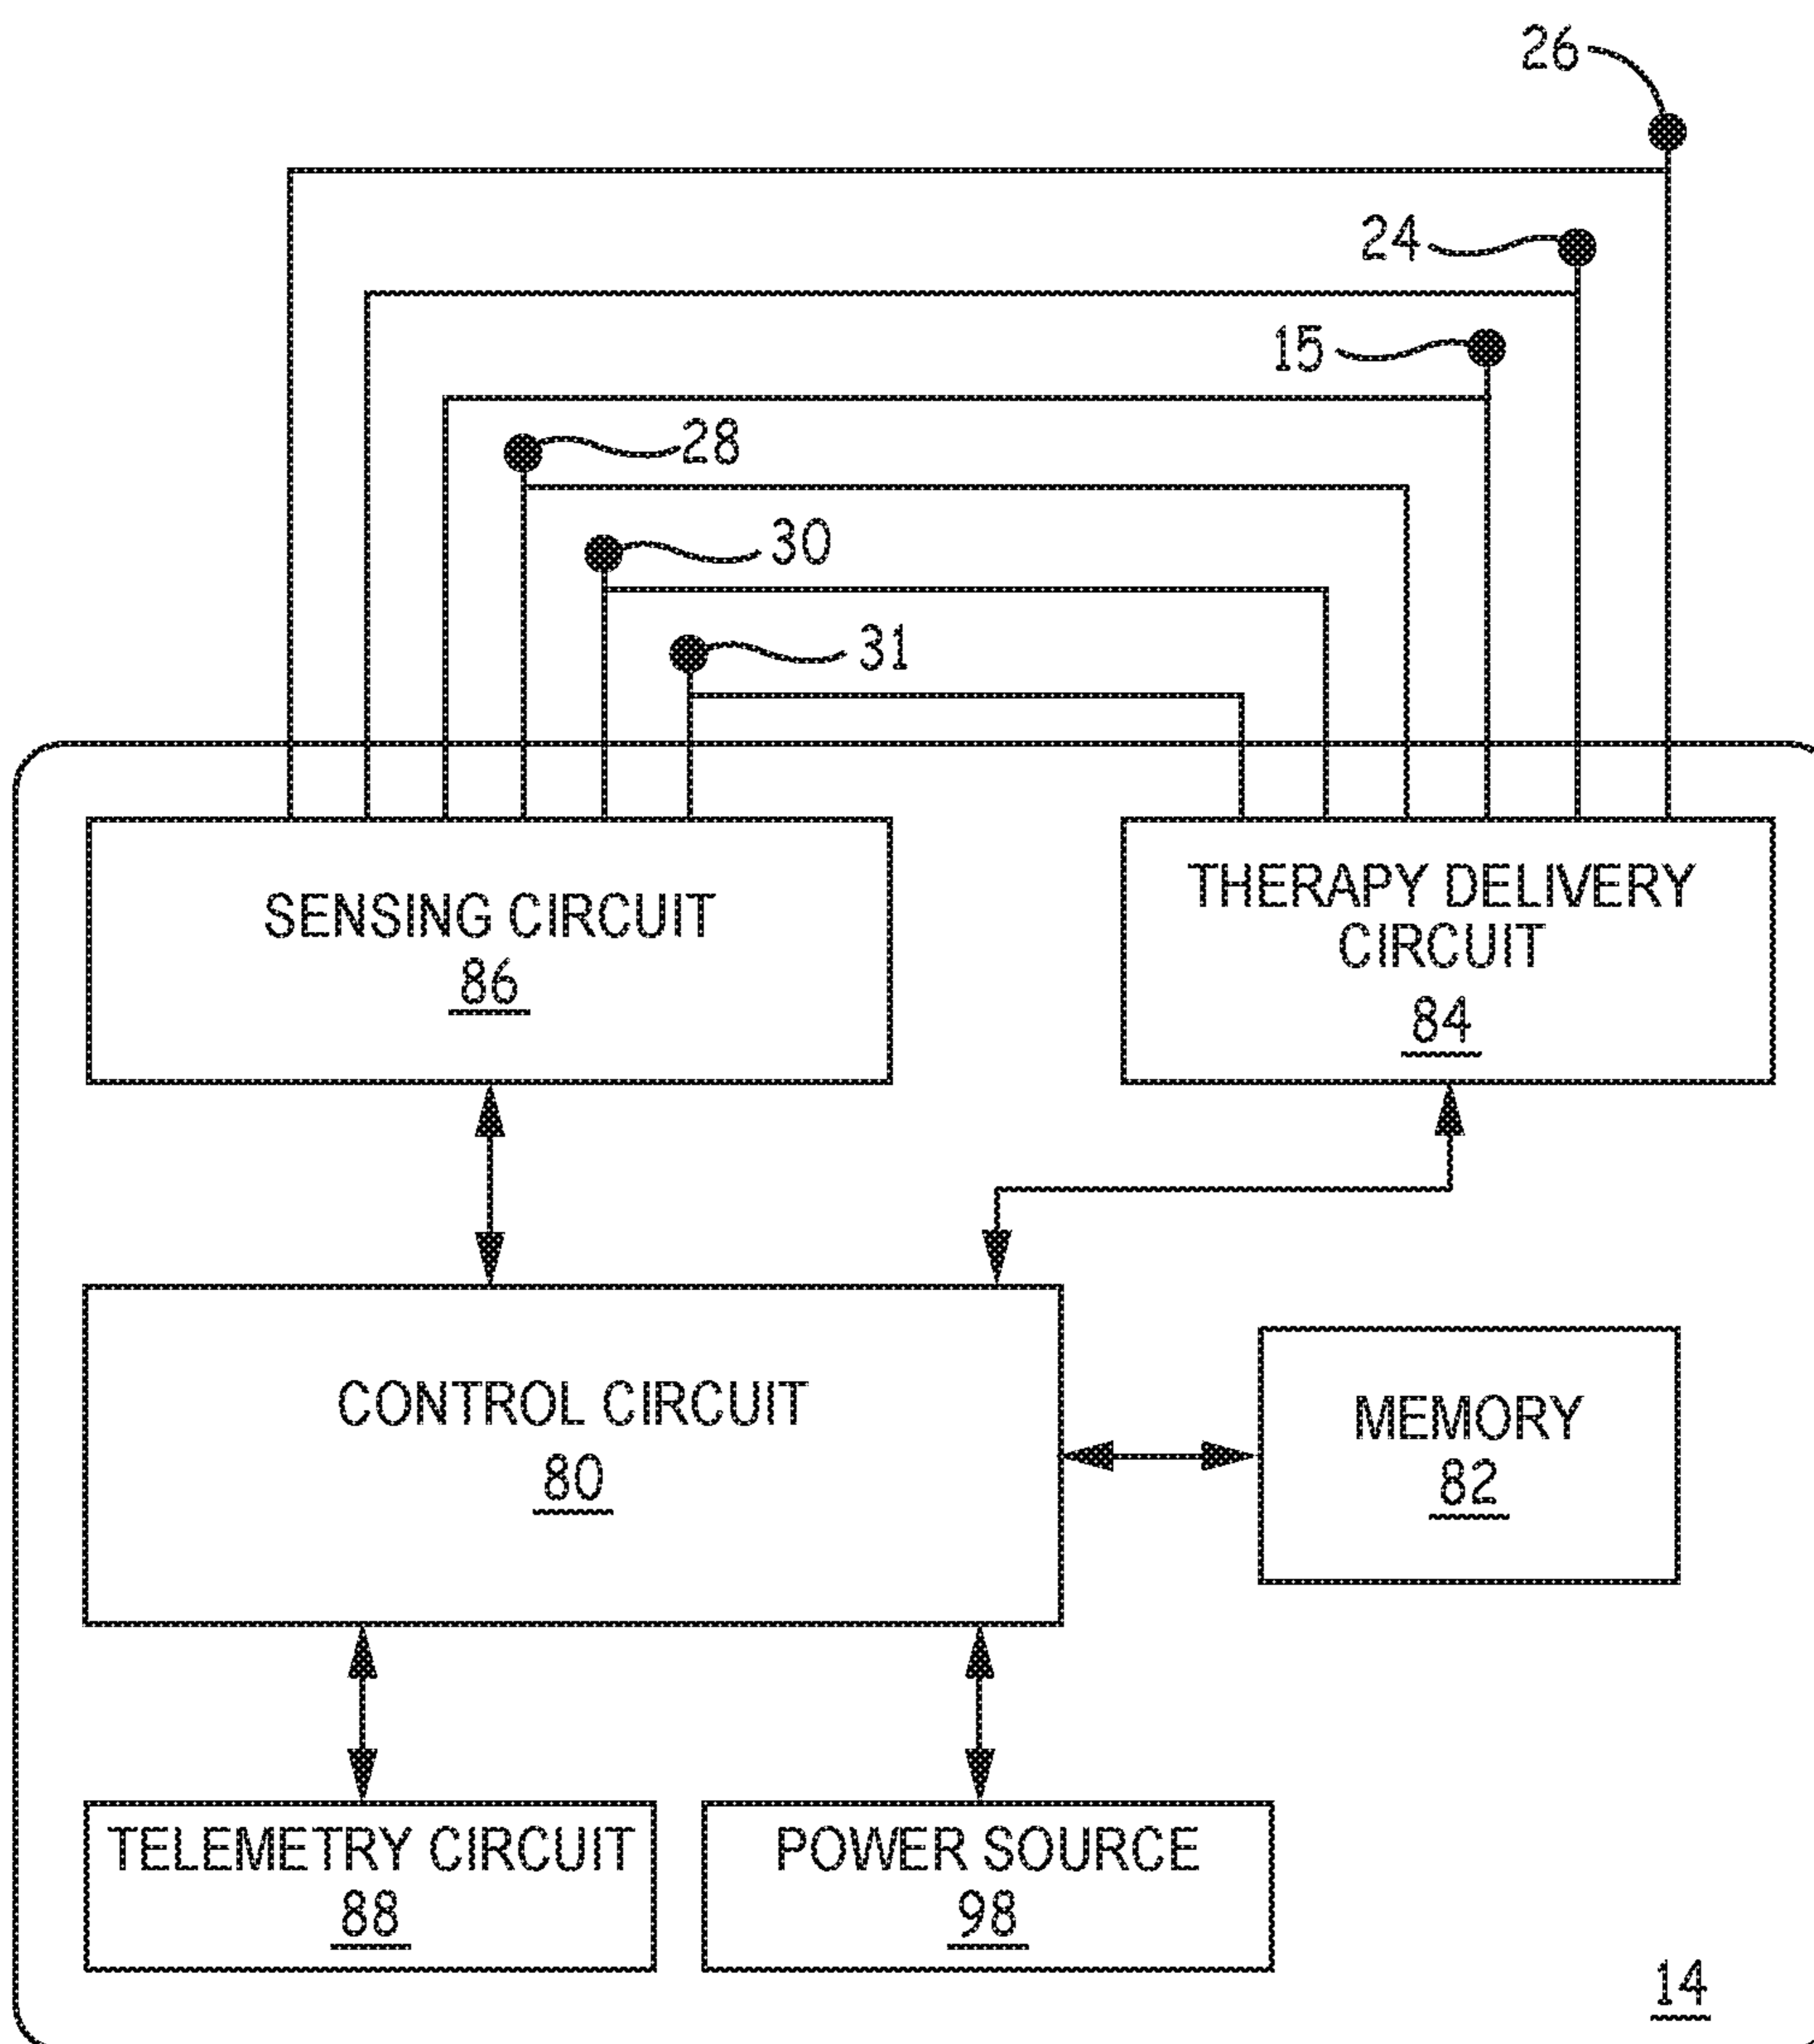 26
24
15
28
30
31
SENSING CIRCUIT
86
THERAPY DELIVERY
CIRCUIT
84
CONTROL CIRCUIT
80
MEMORY
82
TELEMETRY CIRCUIT
88
POWER SOURCE
98
14